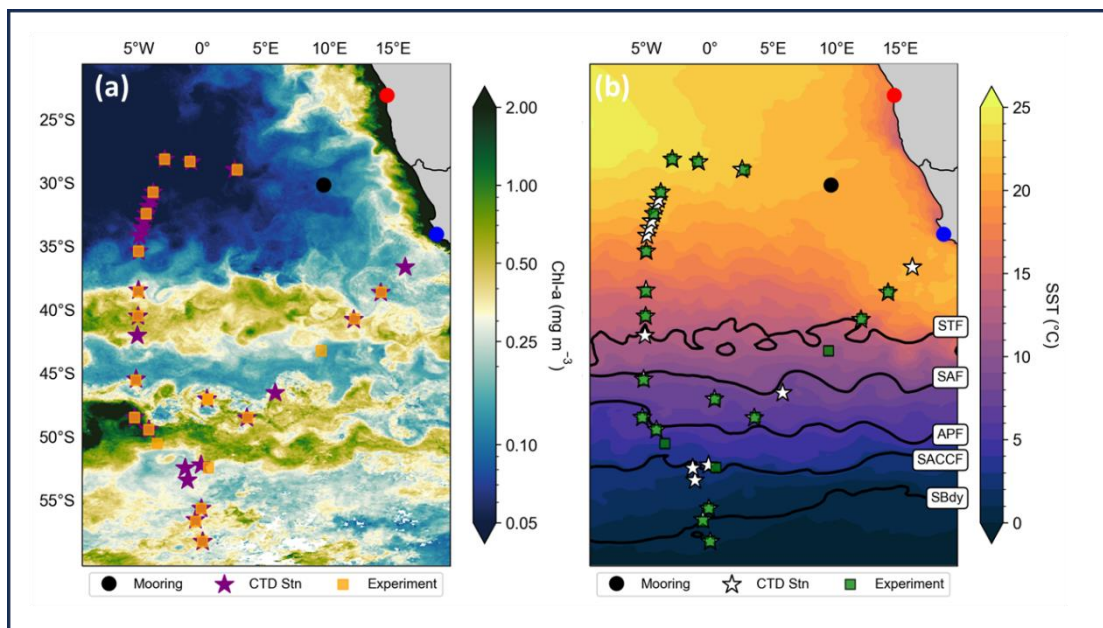 5°W 0° 5°E 10°E 15°E
5°W 0° 5°E 10°E 15°E
(a)
25°S
30°S
35°S
40°S
45°S
50°S
55°S
2.00
1.00
0.50
0.25
0.10
0.05
Chl-a (mg m⁻³)
Mooring CTD Stn Experiment
(b)
STF
SAF
APF
SACCF
SBdy
25
20
15
10
5
0
SST (°C)
Mooring CTD Stn Experiment